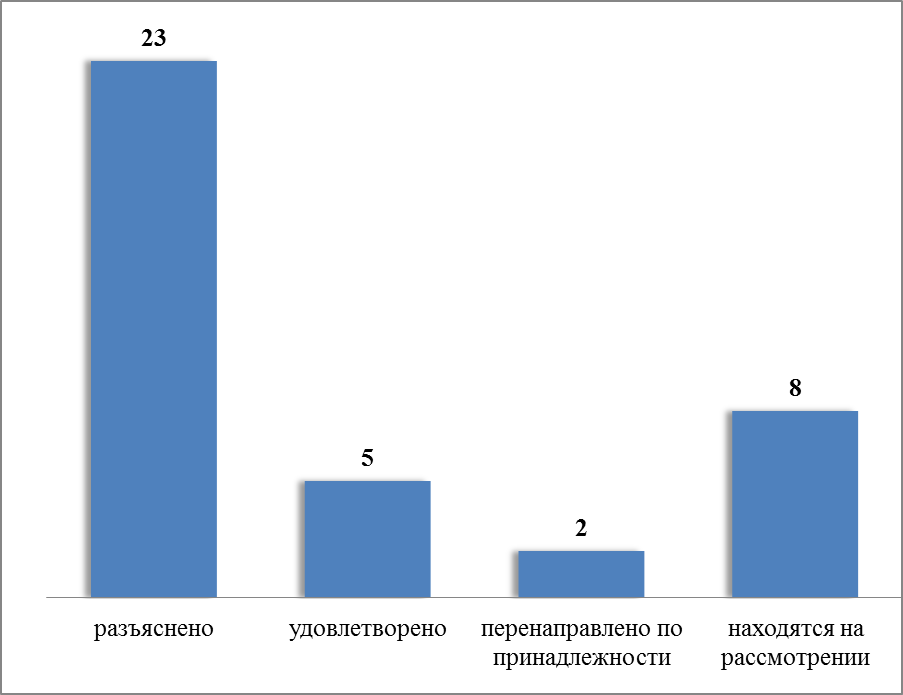 23
5
2
8
разъяснено
удовлетворено
перенаправлено по
принадлежности
находятся на
рассмотрении